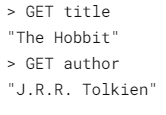 > GET title
"The Hobbit"
> GET author
"J.R.R. Tolkien"